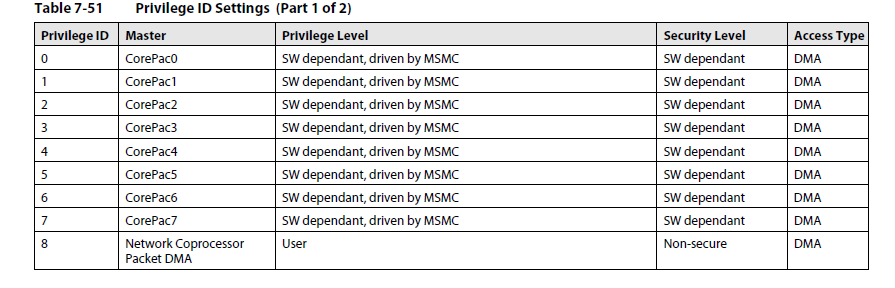 Table 7-51 Privilege ID Settings (Part 1 of 2)
Privilege ID Master Privilege Level Security Level Access Type
0 CorePac0 SW dependant, driven by MSMC SW dependant DMA
1 CorePac1 SW dependant, driven by MSMC SW dependant DMA
2 CorePac2 SW dependant, driven by MSMC SW dependant DMA
3 CorePac3 SW dependant, driven by MSMC SW dependant DMA
4 CorePac4 SW dependant, driven by MSMC SW dependant DMA
5 CorePac5 SW dependant, driven by MSMC SW dependant DMA
6 CorePac6 SW dependant, driven by MSMC SW dependant DMA
7 CorePac7 SW dependant, driven by MSMC SW dependant DMA
8 Network Coprocessor User Non-secure DMA
Packet DMA